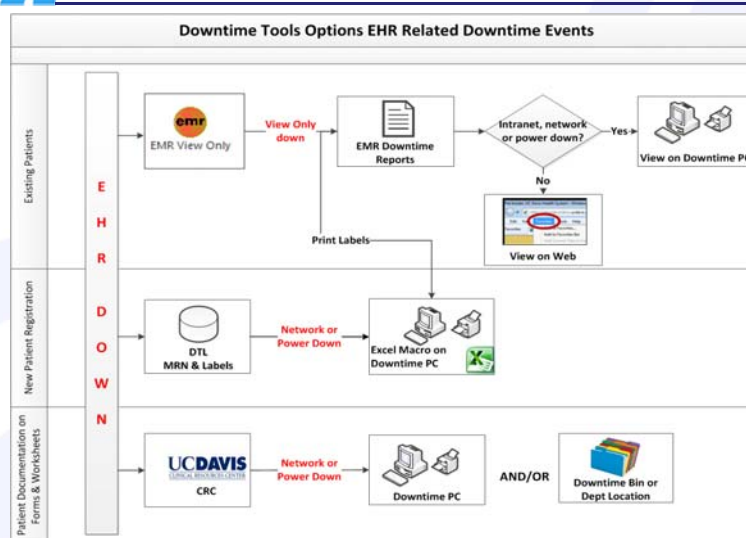 Downtime Tools Options EHR Related Downtime Events
Existing Patients
E
H
R
D
O
W
N
emr
EMR View Only
View Only
down
EMR Downtime
Reports
Intranet, network
or power down?
Yes
View on Downtime PC
No
View on Web
Print Labels
New Patient Registration
DTL
MRN & Labels
Network or
Power Down
Excel Macro on
Downtime PC
Patient Documentation on
Forms & Worksheets
UCDAVIS
CLINICAL RESOURCES CENTER
CRC
Network or
Power Down
Downtime PC
AND/OR
Downtime Bin or
Dept Location